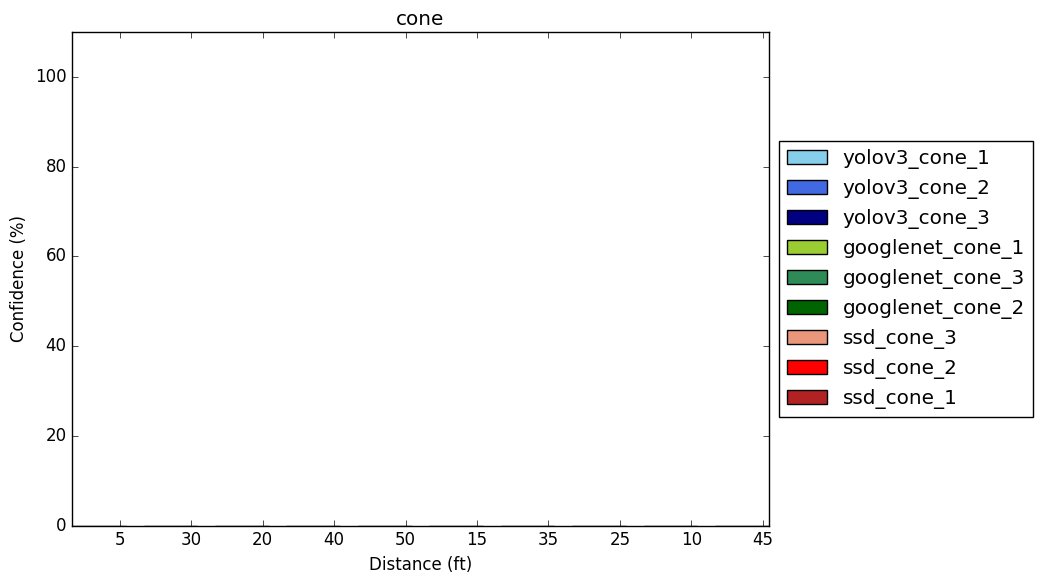 cone
100
80
60
40
20
0
Confidence (%)
5 30 20 40 50 15 35 25 10 45
Distance (ft)
yolov3_cone_1
yolov3_cone_2
yolov3_cone_3
googlenet_cone_1
googlenet_cone_3
googlenet_cone_2
ssd_cone_3
ssd_cone_2
ssd_cone_1